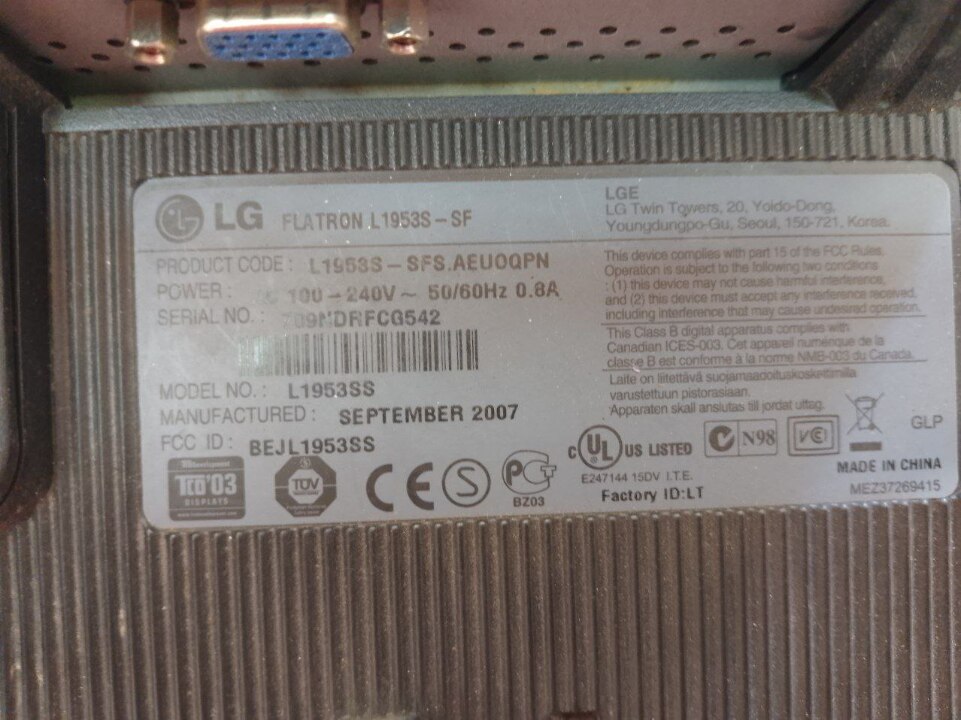 LG FLATRON L1953S-SF
LGE
LG Twin Towers, 20, Yoido-Dong,
Youngdungpo-Gu, Seoul, 150-721, Korea.
PRODUCT CODE : L1953S-SFS.AEUOQPN
POWER : 100-240V~ 50/60Hz 0.8A
SERIAL NO. :
MODEL NO. : L1953SS
MANUFACTURED : SEPTEMBER 2007
FCC ID : BEJL1953SS
This device complies with part 15 of the FCC Rules.
Operation is subject to the following two conditions
: (1) this device may not cause harmful interference,
and (2) this device must accept any interference received,
including interference that may cause undesired operation.
This Class B digital apparatus complies with
Canadian ICES-003. Cet appareil numérique de la
classe B est conforme à la norme NMB-003 du Canada.
Laite on liitettävä suojamaadoituskoskettimilla
varustettuun pistorasiaan.
Apparaten skall anslutas till jordat uttag.
TCO'03
DISPLAYS
TÜV
CE
S
BZ03
c UL US LISTED
E247144 15DV I.T.E.
Factory ID:LT
N98
GLP
MADE IN CHINA
MEZ37269415